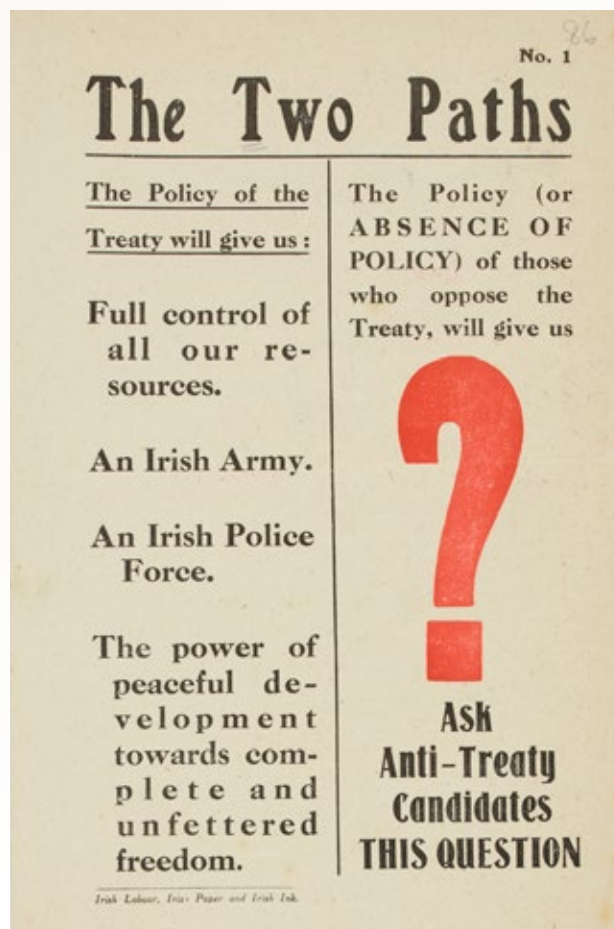 86
No. 1
The Two Paths
The Policy of the
Treaty will give us :
Full control of
all our re-
sources.
An Irish Army.
An Irish Police
Force.
The power of
peaceful de-
velopment
towards com-
plete and
unfettered
freedom.
The Policy (or
ABSENCE OF
POLICY) of those
who oppose the
Treaty, will give us
?
Ask
Anti-Treaty
Candidates
THIS QUESTION
Irish Labour, Irish Paper and Irish Ink.